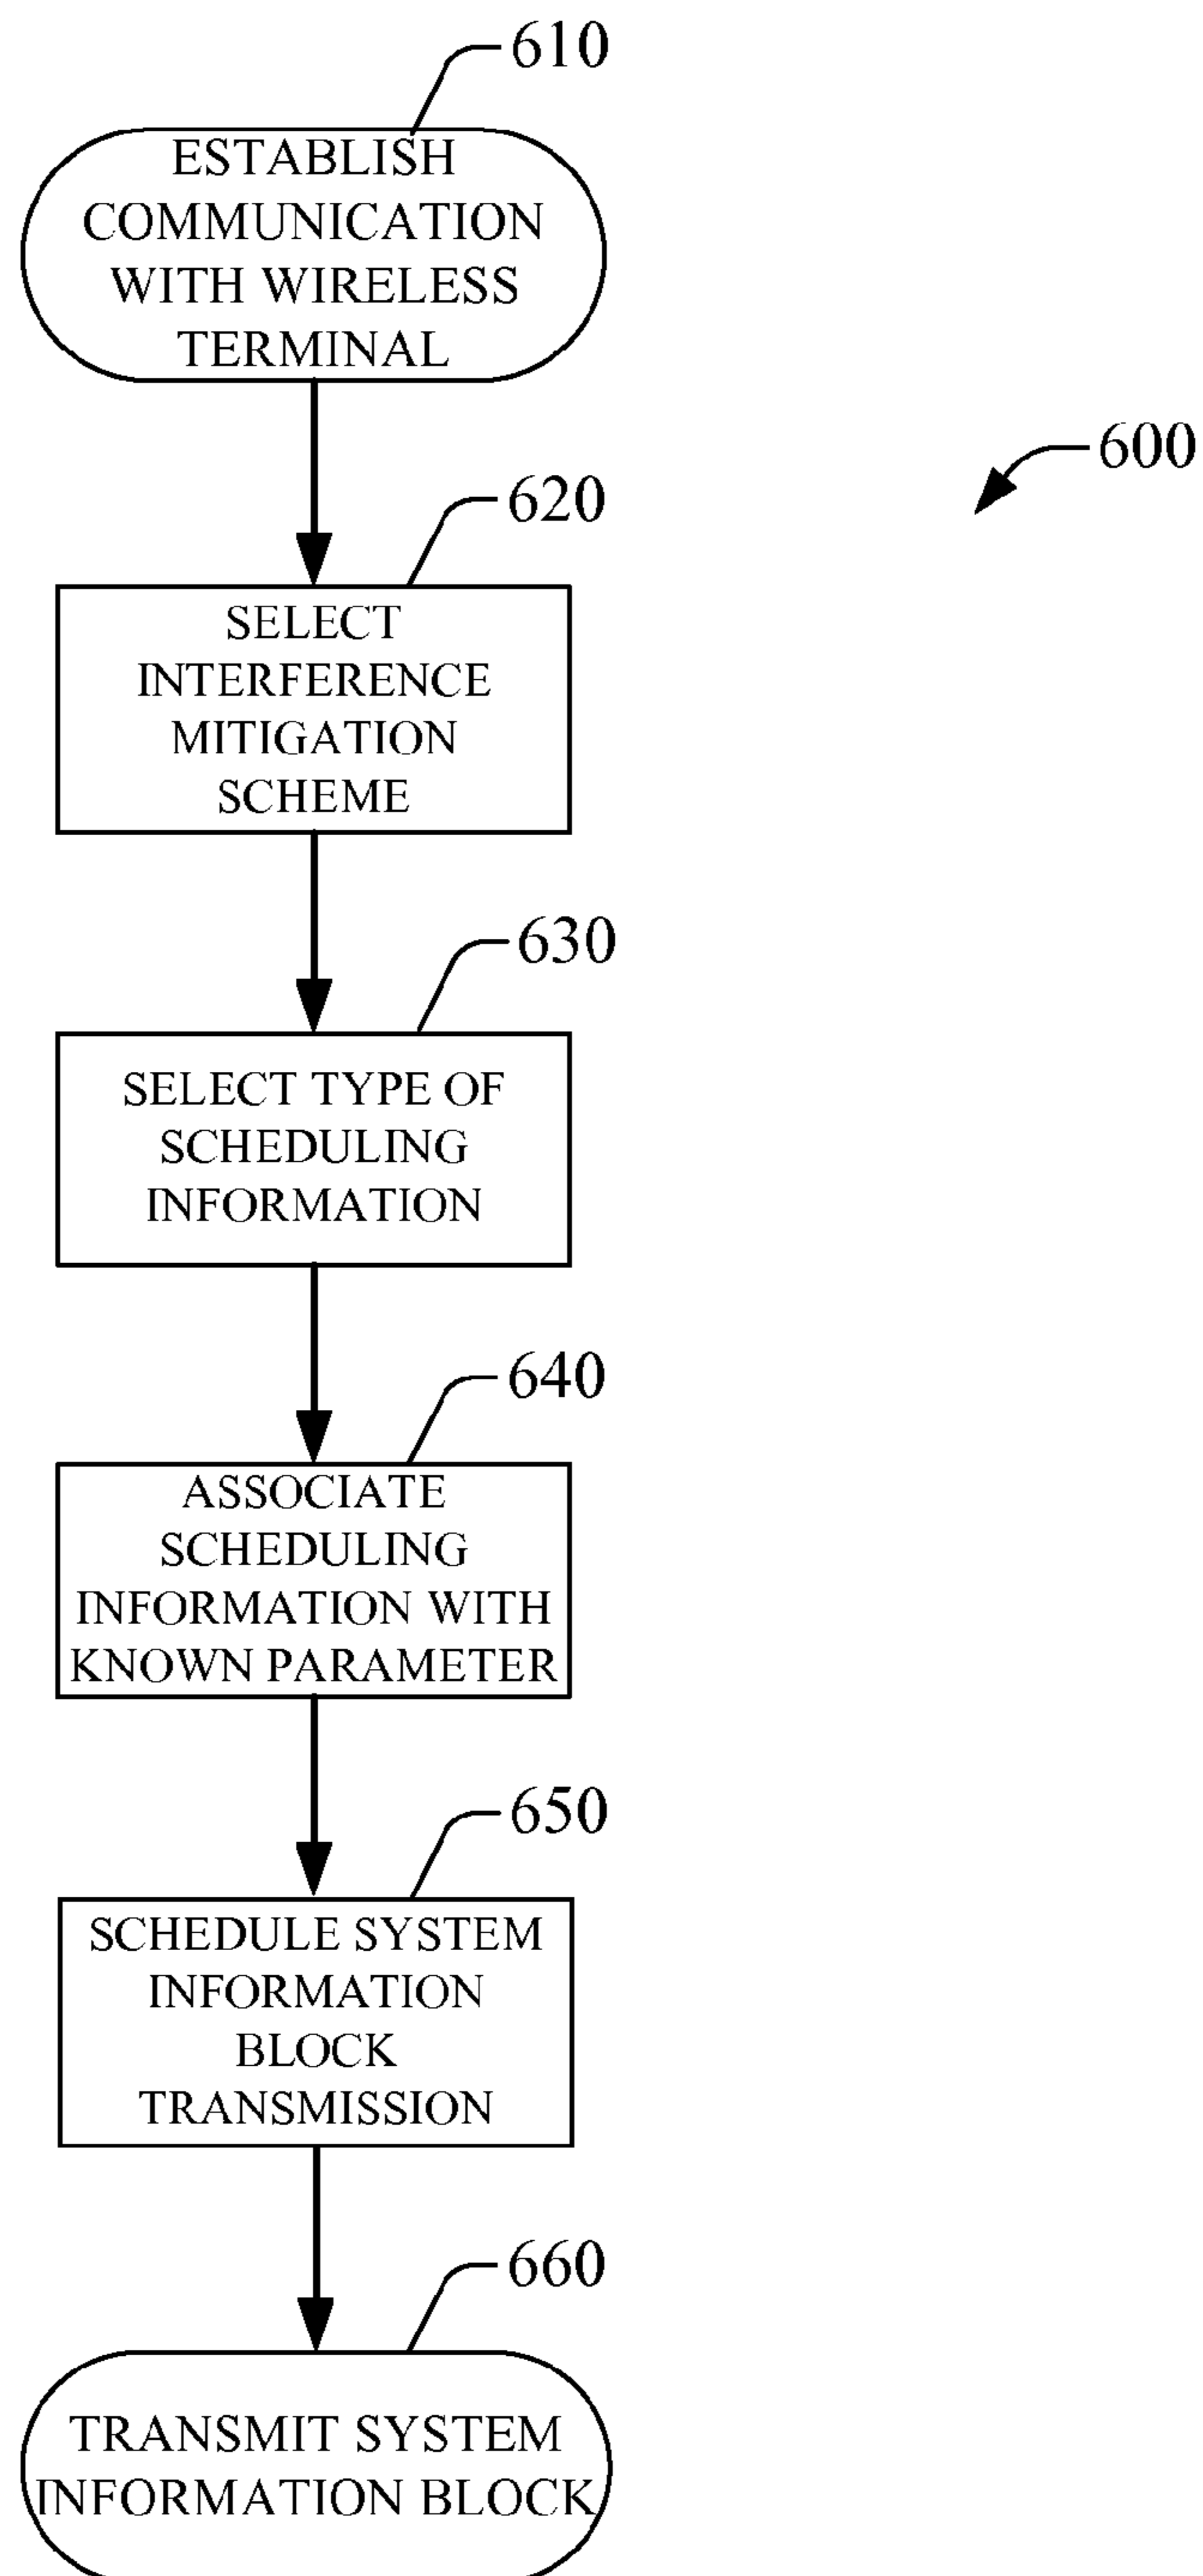 610
ESTABLISH
COMMUNICATION
WITH WIRELESS
TERMINAL
600
620
SELECT
INTERFERENCE
MITIGATION
SCHEME
630
SELECT TYPE OF
SCHEDULING
INFORMATION
640
ASSOCIATE
SCHEDULING
INFORMATION WITH
KNOWN PARAMETER
650
SCHEDULE SYSTEM
INFORMATION
BLOCK
TRANSMISSION
660
TRANSMIT SYSTEM
INFORMATION BLOCK